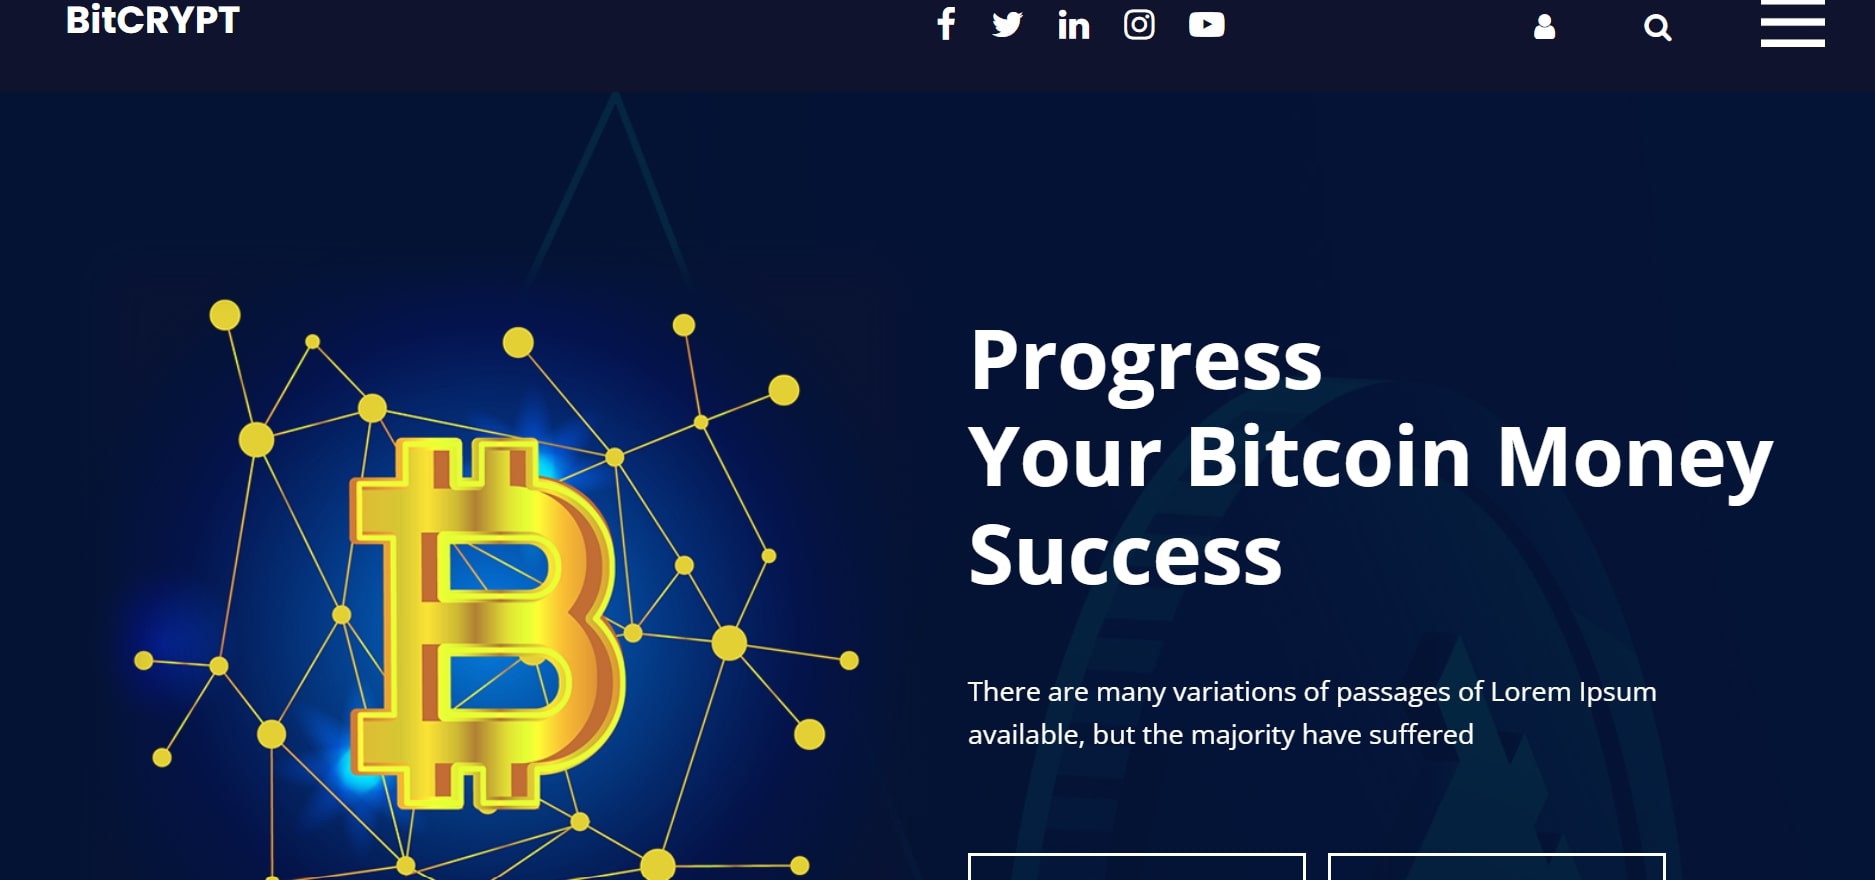 BitCRYPT
Progress
Your Bitcoin Money
Success
There are many variations of passages of Lorem Ipsum
available, but the majority have suffered